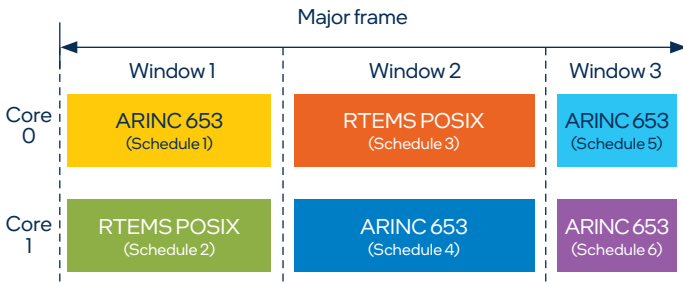 Major frame
Window 1 Window 2 Window 3
Core
0
ARINC 653
(Schedule 1)
RTEMS POSIX
(Schedule 3)
ARINC 653
(Schedule 5)
Core
1
RTEMS POSIX
(Schedule 2)
ARINC 653
(Schedule 4)
ARINC 653
(Schedule 6)